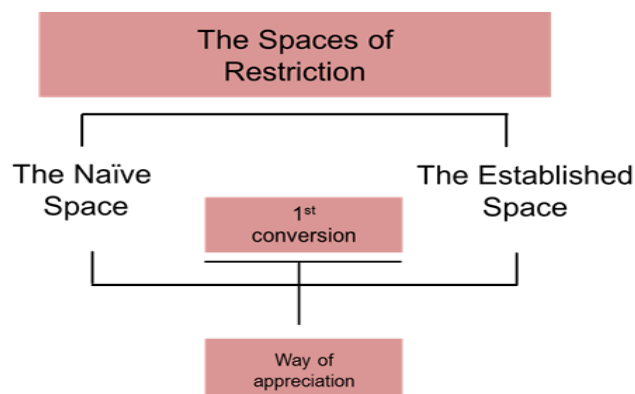 The Spaces of
Restriction
The Naïve
Space
The Established
Space
1st
conversion
Way of
appreciation